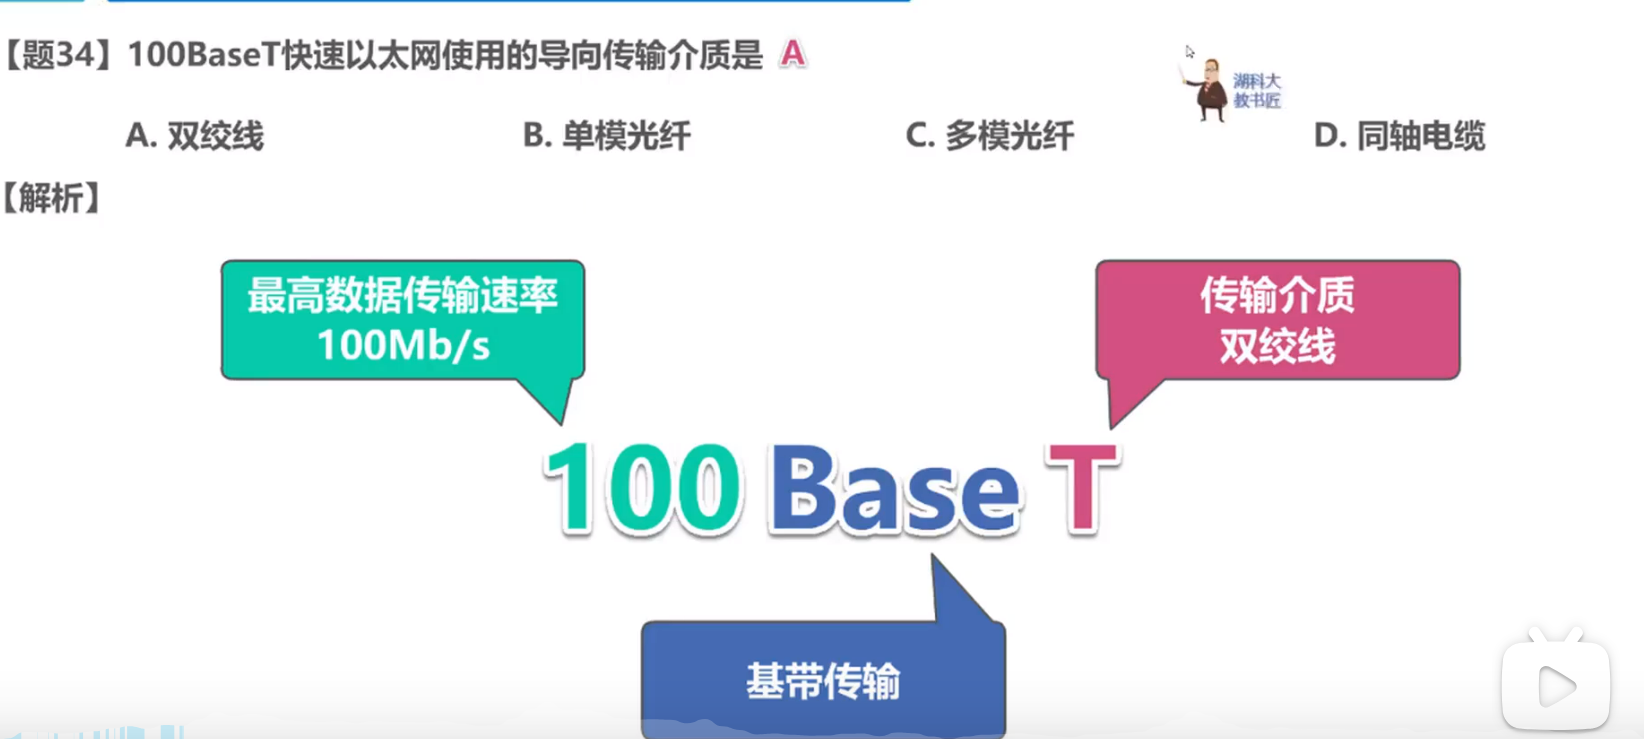 【题34】100BaseT快速以太网使用的导向传输介质是 A
湖科大
教书匠
A. 双绞线 B. 单模光纤 C. 多模光纤 D. 同轴电缆
【解析】
最高数据传输速率
100Mb/s
传输介质
双绞线
100 Base T
基带传输